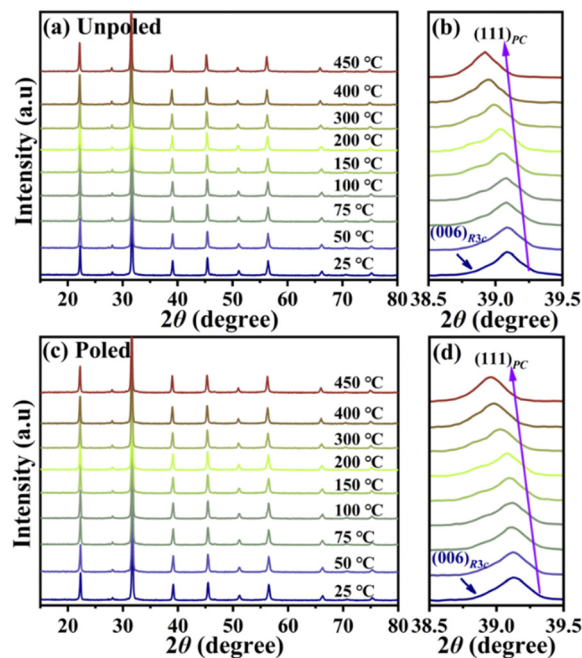 (a) Unpoled
450 °C
400 °C
300 °C
200 °C
150 °C
100 °C
75 °C
50 °C
25 °C
Intensity (a.u)
20 30 40 50 60 70 80
2θ (degree)
(b)
(111)PC
(006)R3c
38.5 39.0 39.5
2θ (degree)
(c) Poled
450 °C
400 °C
300 °C
200 °C
150 °C
100 °C
75 °C
50 °C
25 °C
Intensity (a.u)
20 30 40 50 60 70 80
2θ (degree)
(d)
(111)PC
(006)R3c
38.5 39.0 39.5
2θ (degree)